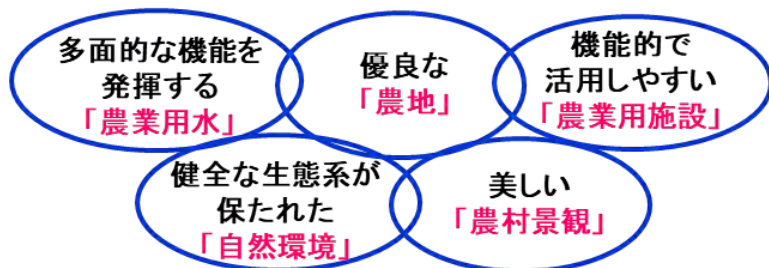 多面的な機能を
発揮する
「農業用水」
優良な
「農地」
機能的で
活用しやすい
「農業用施設」
健全な生態系が
保たれた
「自然環境」
美しい
「農村景観」